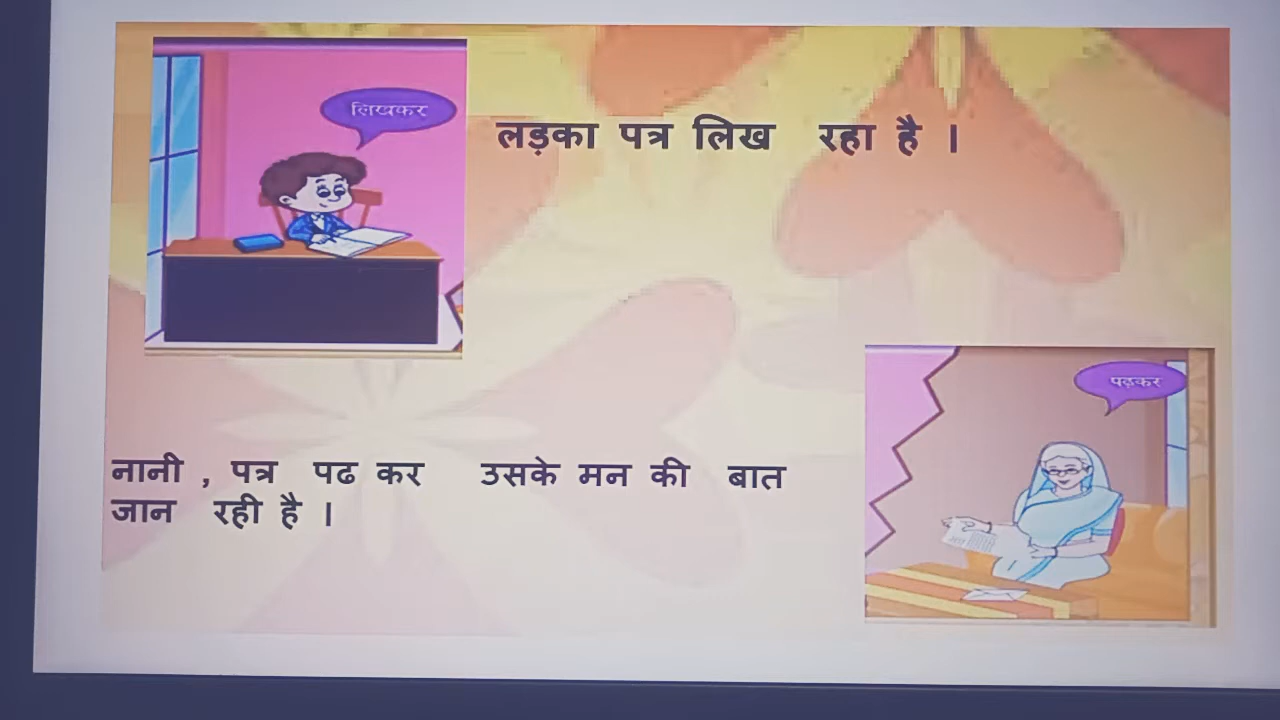 लिखकर
लड़का पत्र लिख रहा है ।
पढ़कर
नानी , पत्र पढ कर उसके मन की बात
जान रही है ।